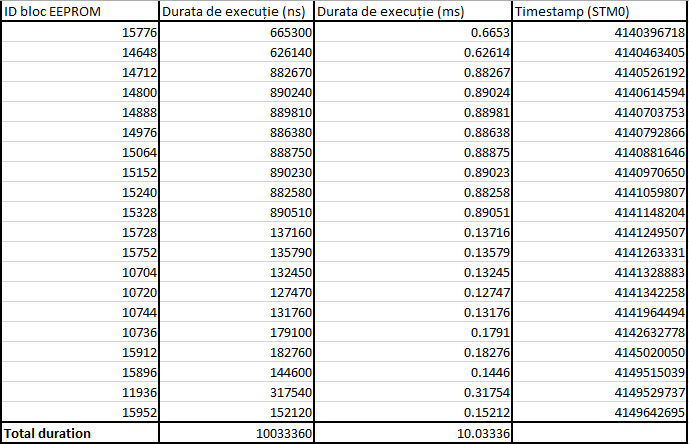 ID bloc EEPROM Durata de execuție (ns) Durata de execuție (ms) Timestamp (STM0)
15776 665300 0.6653 4140396718
14648 626140 0.62614 4140463405
14712 882670 0.88267 4140526192
14800 890240 0.89024 4140614594
14888 889810 0.88981 4140703753
14976 886380 0.88638 4140792866
15064 888750 0.88875 4140881646
15152 890230 0.89023 4140970650
15240 882580 0.88258 4141059807
15328 890510 0.89051 4141148204
15728 137160 0.13716 4141249507
15752 135790 0.13579 4141263331
10704 132450 0.13245 4141328883
10720 127470 0.12747 4141342258
10744 131760 0.13176 4141964494
10736 179100 0.1791 4142632778
15912 182760 0.18276 4145020050
15896 144600 0.1446 4149515039
11936 317540 0.31754 4149529737
15952 152120 0.15212 4149642695
Total duration 10033360 10.03336